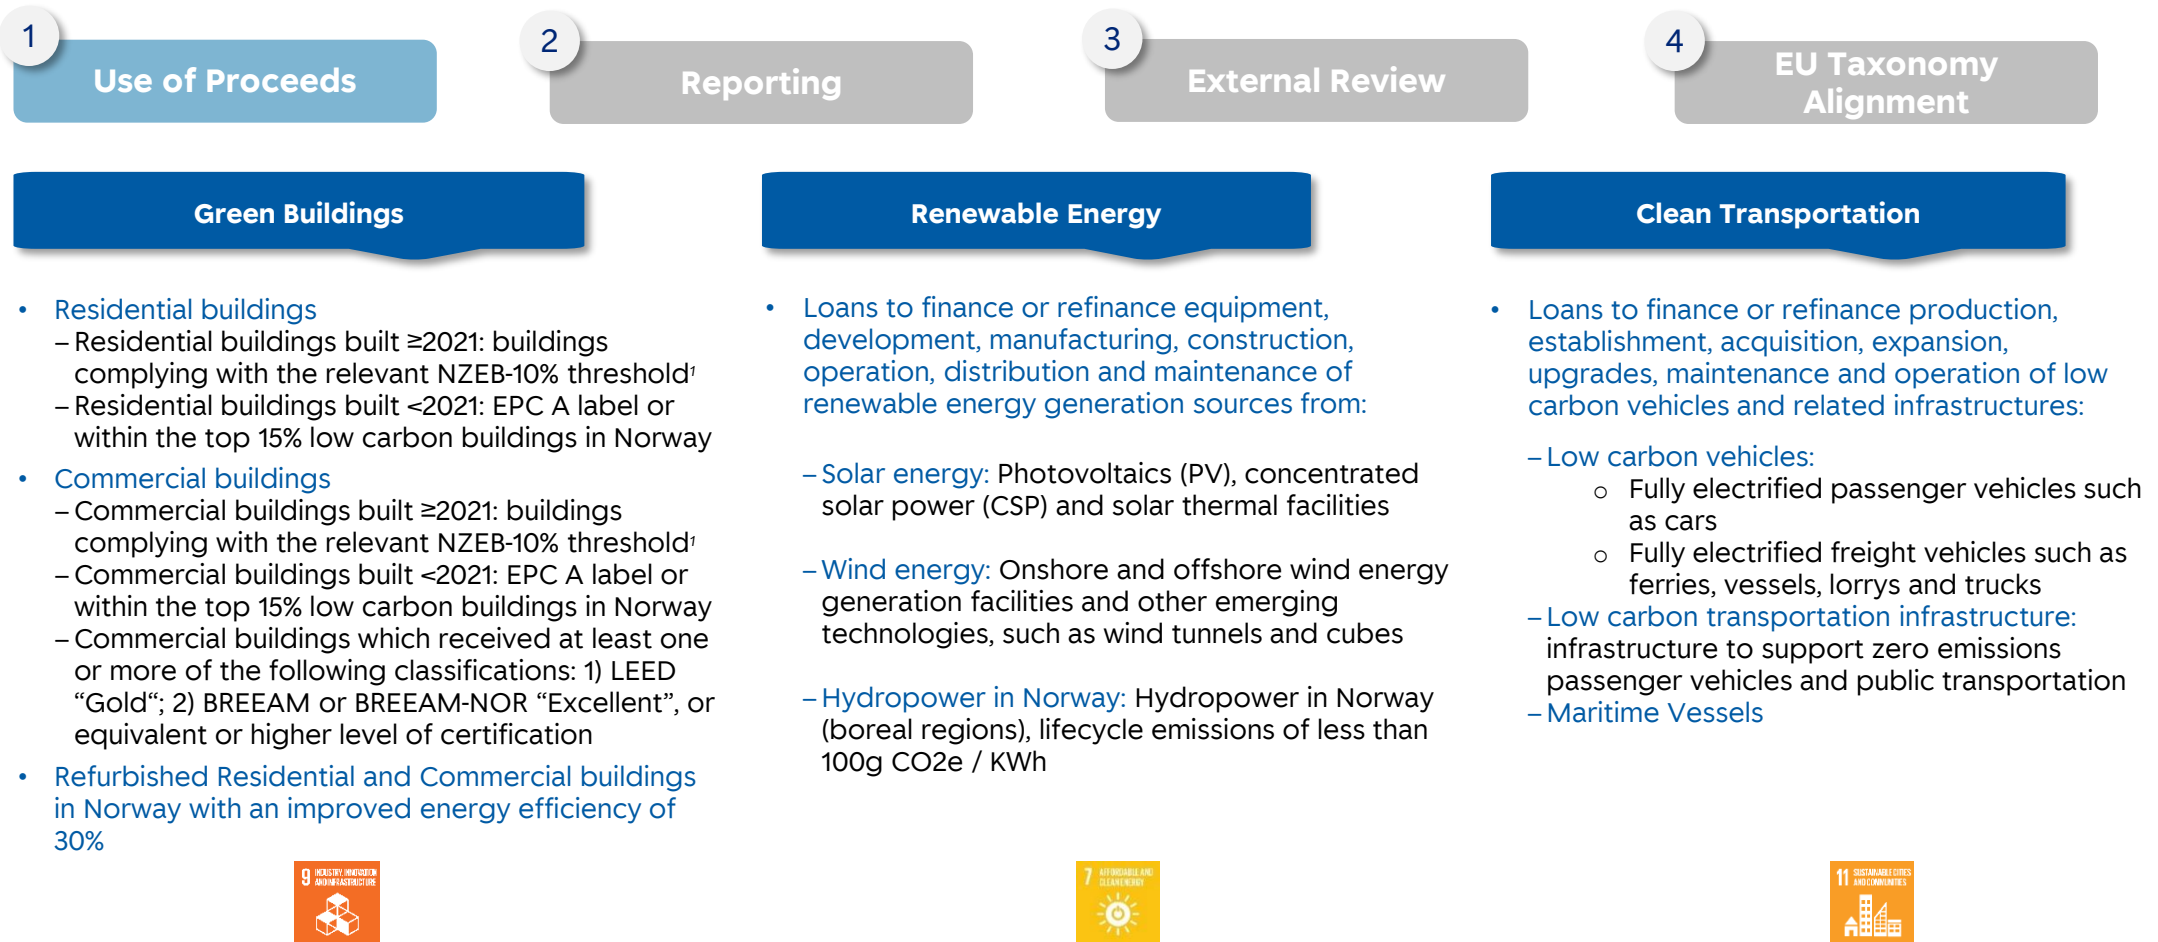 1
Use of Proceeds
2
Reporting
3
External Review
4
EU Taxonomy
Alignment
Green Buildings
• Residential buildings
– Residential buildings built ≥2021: buildings
complying with the relevant NZEB-10% threshold¹
– Residential buildings built <2021: EPC A label or
within the top 15% low carbon buildings in Norway
• Commercial buildings
– Commercial buildings built ≥2021: buildings
complying with the relevant NZEB-10% threshold¹
– Commercial buildings built <2021: EPC A label or
within the top 15% low carbon buildings in Norway
– Commercial buildings which received at least one
or more of the following classifications: 1) LEED
“Gold“; 2) BREEAM or BREEAM-NOR “Excellent”, or
equivalent or higher level of certification
• Refurbished Residential and Commercial buildings
in Norway with an improved energy efficiency of
30%
9 INDUSTRY, INNOVATION
AND INFRASTRUCTURE
Renewable Energy
• Loans to finance or refinance equipment,
development, manufacturing, construction,
operation, distribution and maintenance of
renewable energy generation sources from:
– Solar energy: Photovoltaics (PV), concentrated
solar power (CSP) and solar thermal facilities
– Wind energy: Onshore and offshore wind energy
generation facilities and other emerging
technologies, such as wind tunnels and cubes
– Hydropower in Norway: Hydropower in Norway
(boreal regions), lifecycle emissions of less than
100g CO2e / KWh
7 AFFORDABLE AND
CLEAN ENERGY
Clean Transportation
• Loans to finance or refinance production,
establishment, acquisition, expansion,
upgrades, maintenance and operation of low
carbon vehicles and related infrastructures:
– Low carbon vehicles:
o Fully electrified passenger vehicles such
as cars
o Fully electrified freight vehicles such as
ferries, vessels, lorrys and trucks
– Low carbon transportation infrastructure:
infrastructure to support zero emissions
passenger vehicles and public transportation
– Maritime Vessels
11 SUSTAINABLE CITIES
AND COMMUNITIES